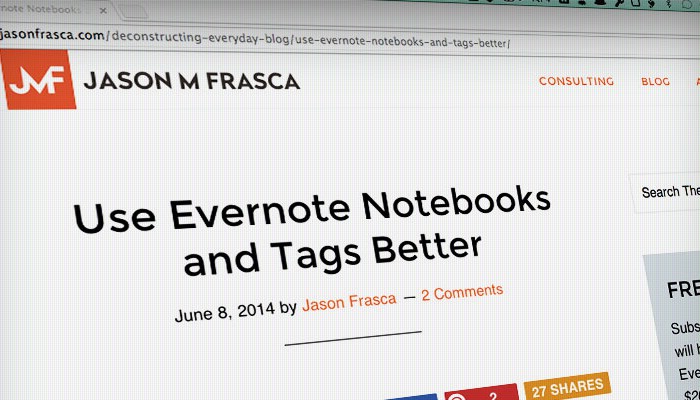 note Notebooks
jasonfrasca.com/deconstructing-everyday-blog/use-evernote-notebooks-and-tags-better/
JMF JASON M FRASCA
CONSULTING BLOG
Search The
Use Evernote Notebooks
and Tags Better
June 8, 2014 by Jason Frasca — 2 Comments
FRE
Subs
will
Eve
2
27 SHARES